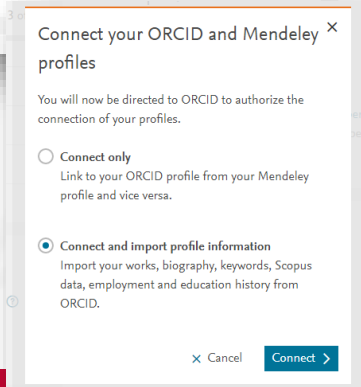 Connect your ORCID and Mendeley
profiles
You will now be directed to ORCID to authorize the
connection of your profiles.
Connect only
Link to your ORCID profile from your Mendeley
profile and vice versa.
Connect and import profile information
Import your works, biography, keywords, Scopus
data, employment and education history from
ORCID.
Cancel
Connect